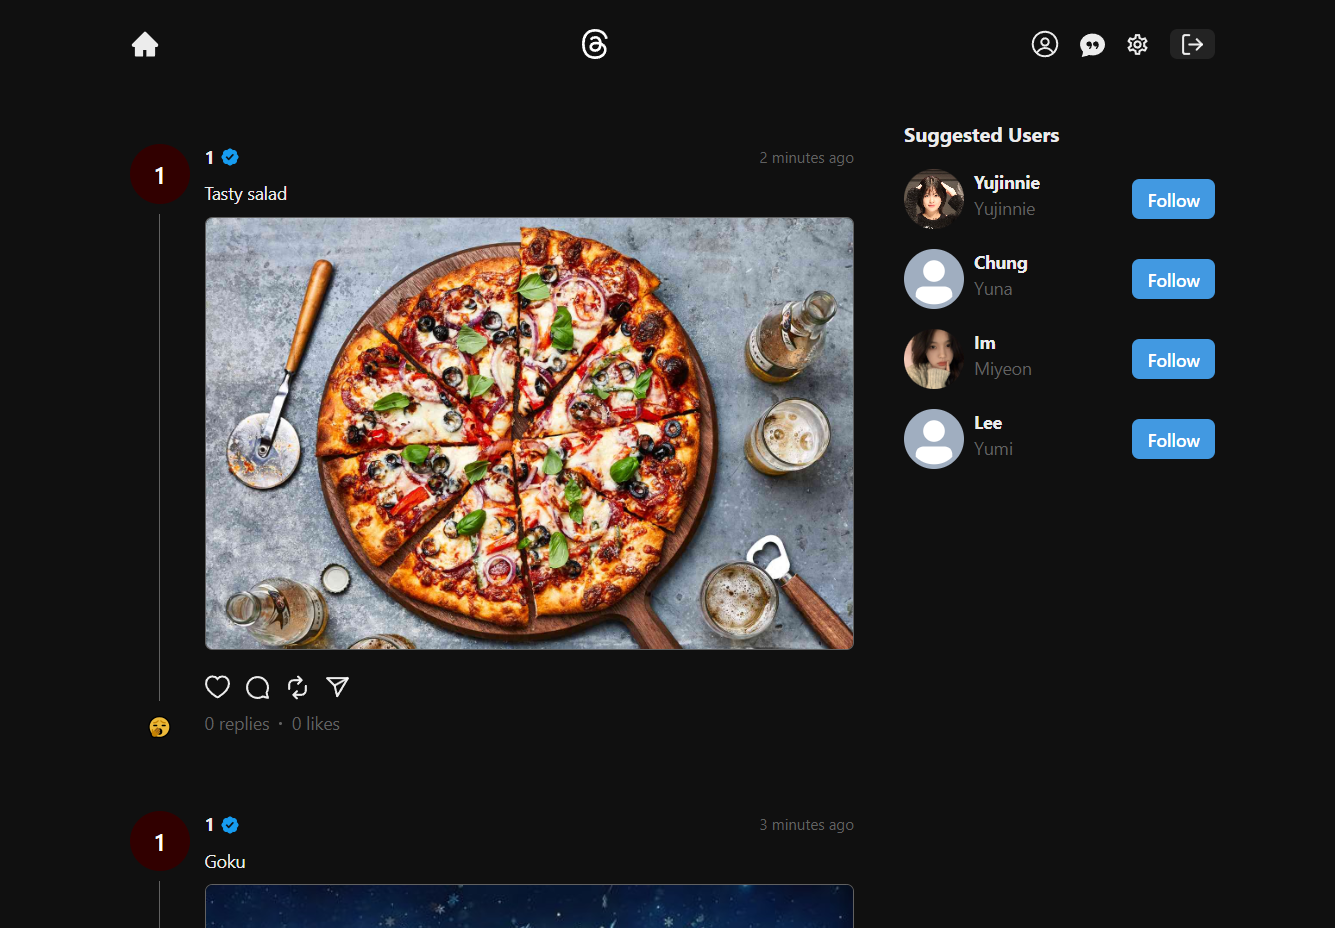 1
1
2 minutes ago
Tasty salad
0 replies · 0 likes
1
1
3 minutes ago
Goku
Suggested Users
Yujinnie
Yujinnie
Follow
Chung
Yuna
Follow
Im
Miyeon
Follow
Lee
Yumi
Follow